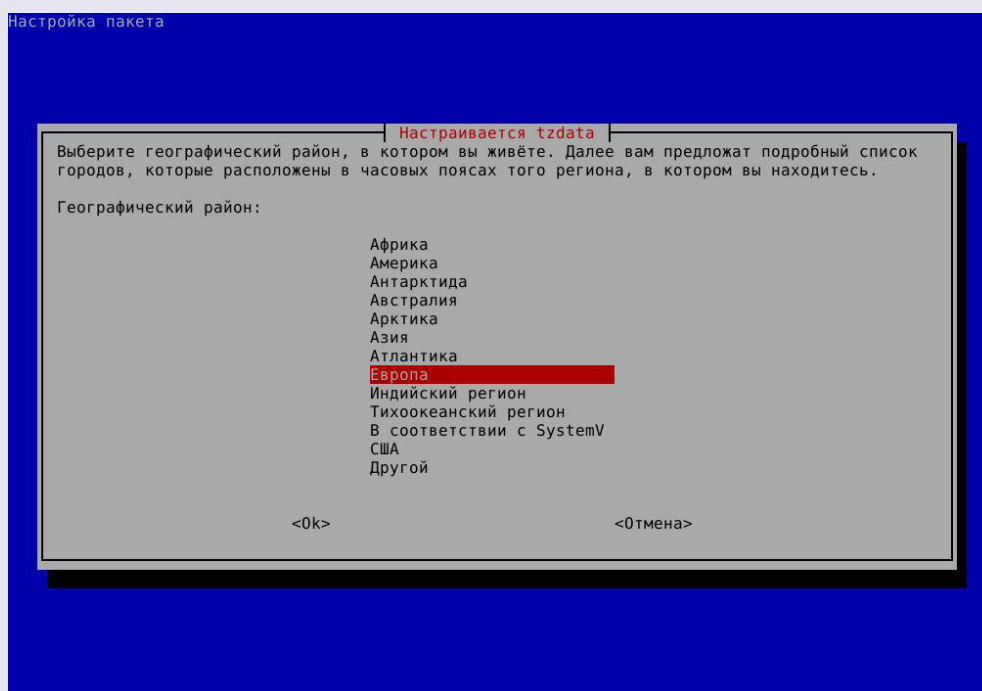 Настройка пакета
Настраивается tzdata
Выберите географический район, в котором вы живёте. Далее вам предложат подробный список
городов, которые расположены в часовых поясах того региона, в котором вы находитесь.
Географический район:
Африка
Америка
Антарктида
Австралия
Арктика
Азия
Атлантика
Европа
Индийский регион
Тихоокеанский регион
В соответствии с SystemV
США
Другой
<Ok> <Отмена>